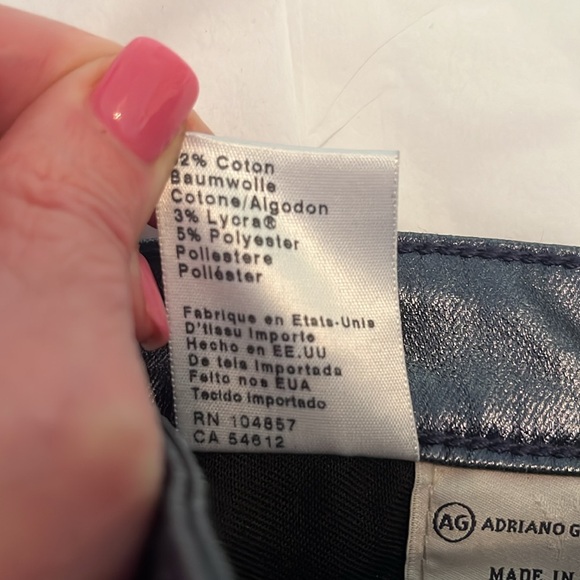 2% Coton
Baumwolle
Cotone/Algodon
3% Lycra®
5% Polyester
Poliestere
Poliéster
Fabrique en Etats-Unis
D'tissu Importe
Hecho en EE.UU
De tela importada
Feito nos EUA
Tecido importado
RN 104857
CA 54612
AG ADRIANO G
MADE IN